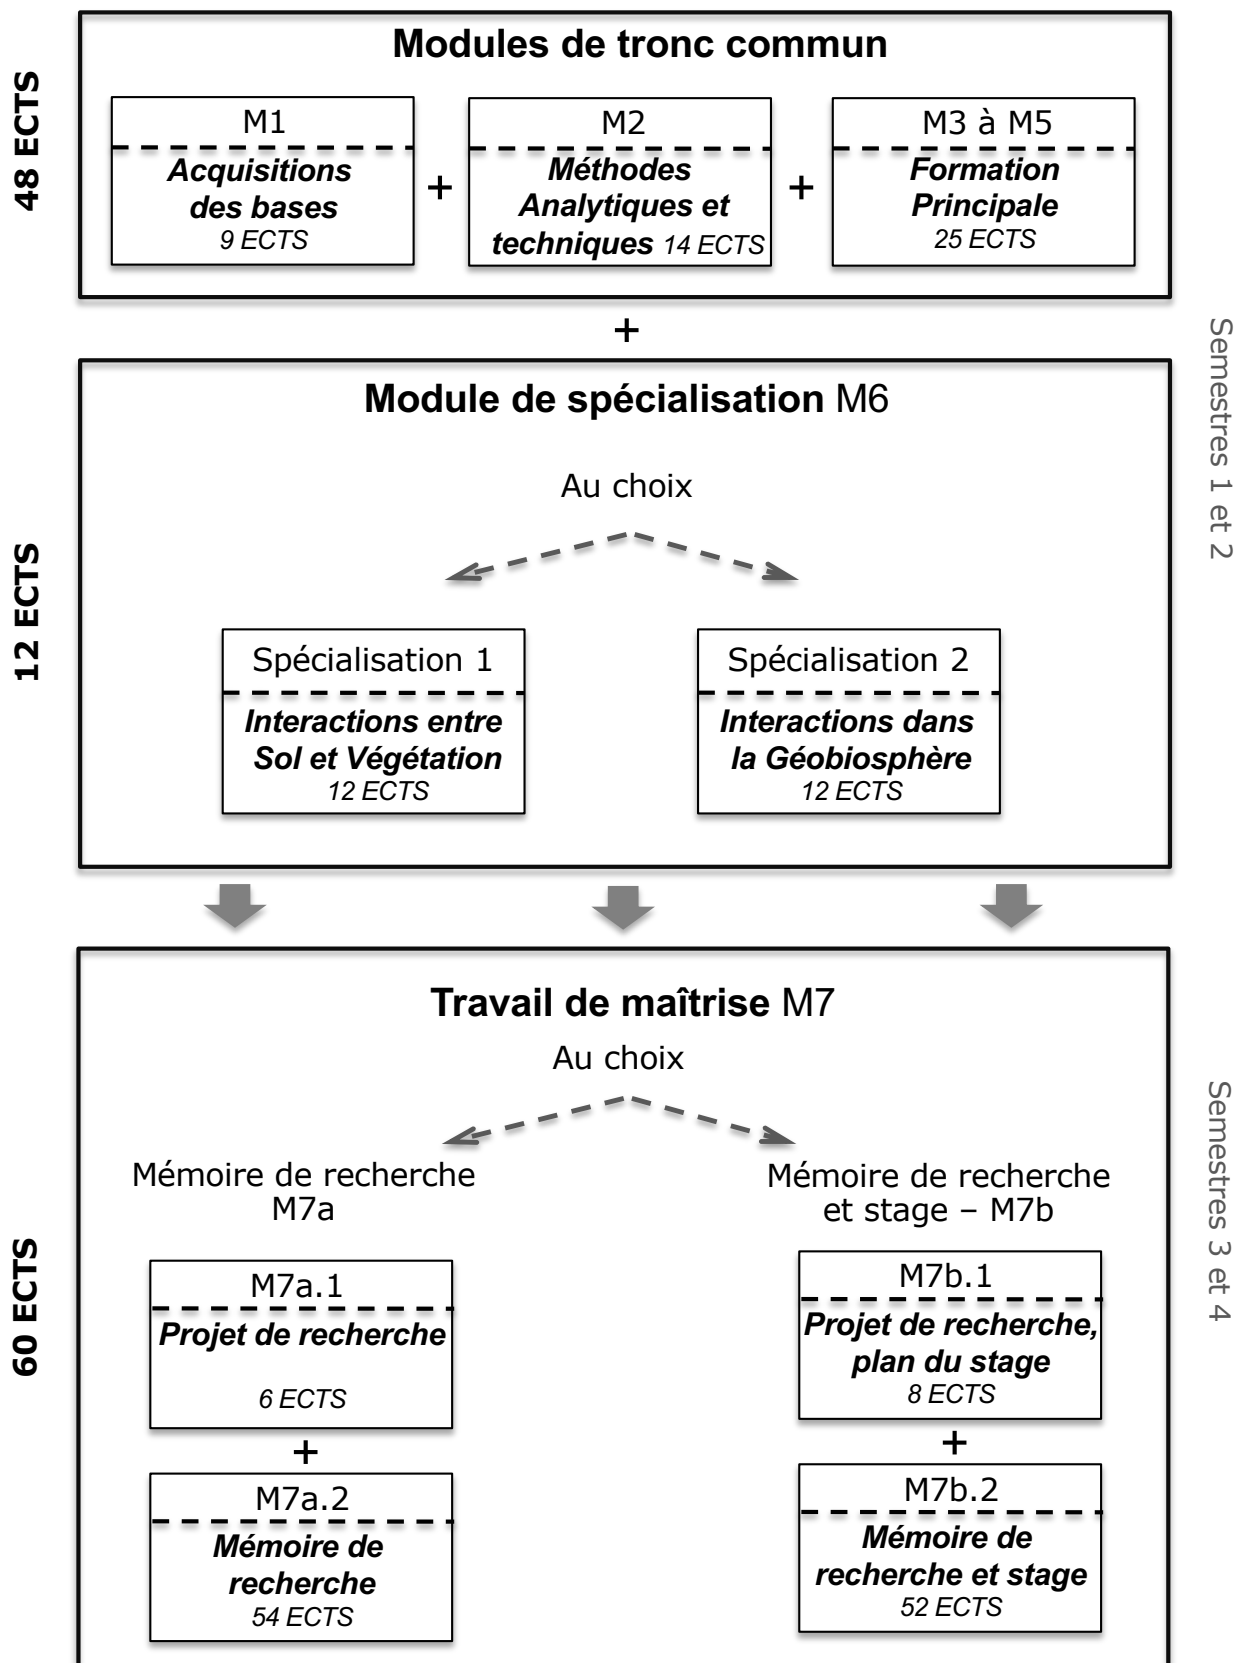 Modules de tronc commun
48 ECTS
M1
Acquisitions
des bases
9 ECTS
+
M2
Méthodes
Analytiques et
techniques 14 ECTS
+
M3 à M5
Formation
Principale
25 ECTS
+
Semestres 1 et 2
Module de spécialisation M6
12 ECTS
Au choix
Spécialisation 1
Interactions entre
Sol et Végétation
12 ECTS
Spécialisation 2
Interactions dans
la Géobiosphère
12 ECTS
Travail de maîtrise M7
60 ECTS
Semestres 3 et 4
Au choix
Mémoire de recherche
M7a
M7a.1
Projet de recherche
6 ECTS
+
M7a.2
Mémoire de
recherche
54 ECTS
Mémoire de recherche
et stage – M7b
M7b.1
Projet de recherche,
plan du stage
8 ECTS
+
M7b.2
Mémoire de
recherche et stage
52 ECTS